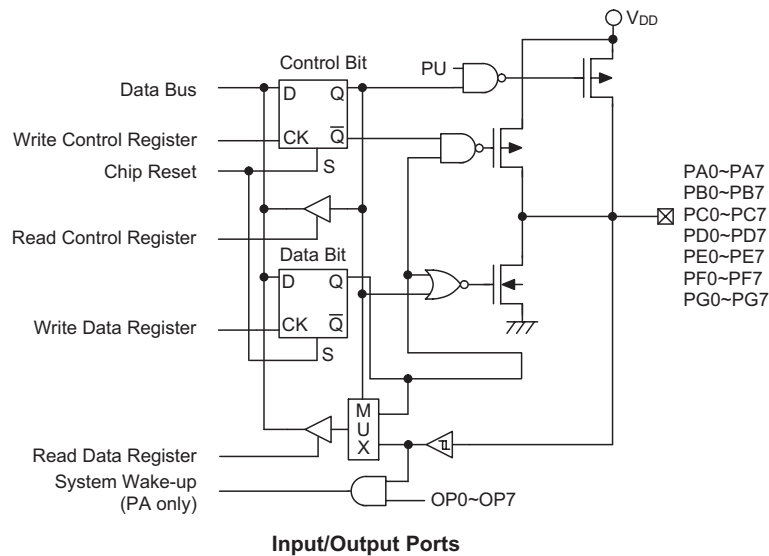 VDD
Control Bit
PU
Data Bus
D Q
Write Control Register
CK Q
Chip Reset
S
PA0~PA7
PB0~PB7
PC0~PC7
PD0~PD7
PE0~PE7
PF0~PF7
PG0~PG7
Read Control Register
Data Bit
D Q
Write Data Register
CK Q
S
M
U
X
Read Data Register
System Wake-up
(PA only)
OP0~OP7
Input/Output Ports